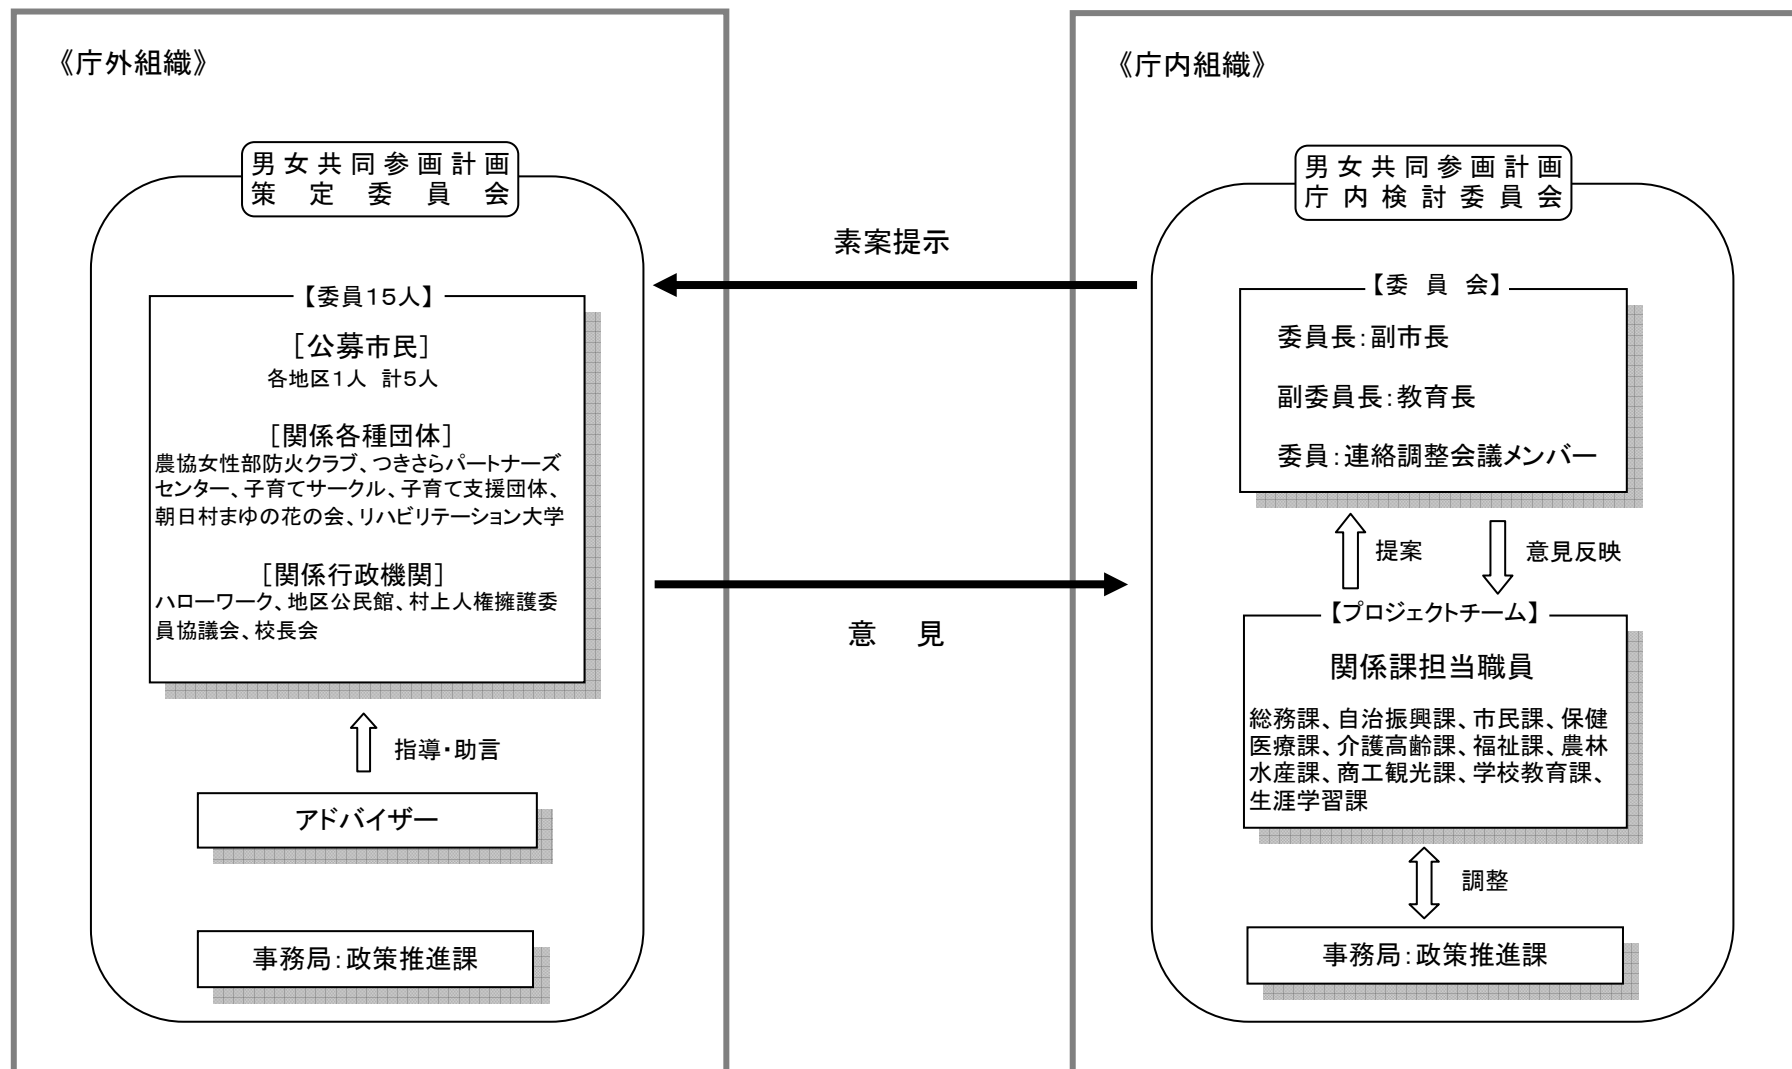 《庁外組織》
男女共同参画計画
策定委員会
【委員15人】
[公募市民]
各地区1人 計5人
[関係各種団体]
農協女性部防火クラブ、つきさらパートナーズ
センター、子育てサークル、子育て支援団体、
朝日村まゆの花の会、リハビリテーション大学
[関係行政機関]
ハローワーク、地区公民館、村上人権擁護委
員協議会、校長会
指導・助言
アドバイザー
事務局:政策推進課
素案提示
意 見
《庁内組織》
男女共同参画計画
庁内検討委員会
【委 員 会】
委員長:副市長
副委員長:教育長
委員:連絡調整会議メンバー
提案
意見反映
【プロジェクトチーム】
関係課担当職員
総務課、自治振興課、市民課、保健
医療課、介護高齢課、福祉課、農林
水産課、商工観光課、学校教育課、
生涯学習課
調整
事務局:政策推進課